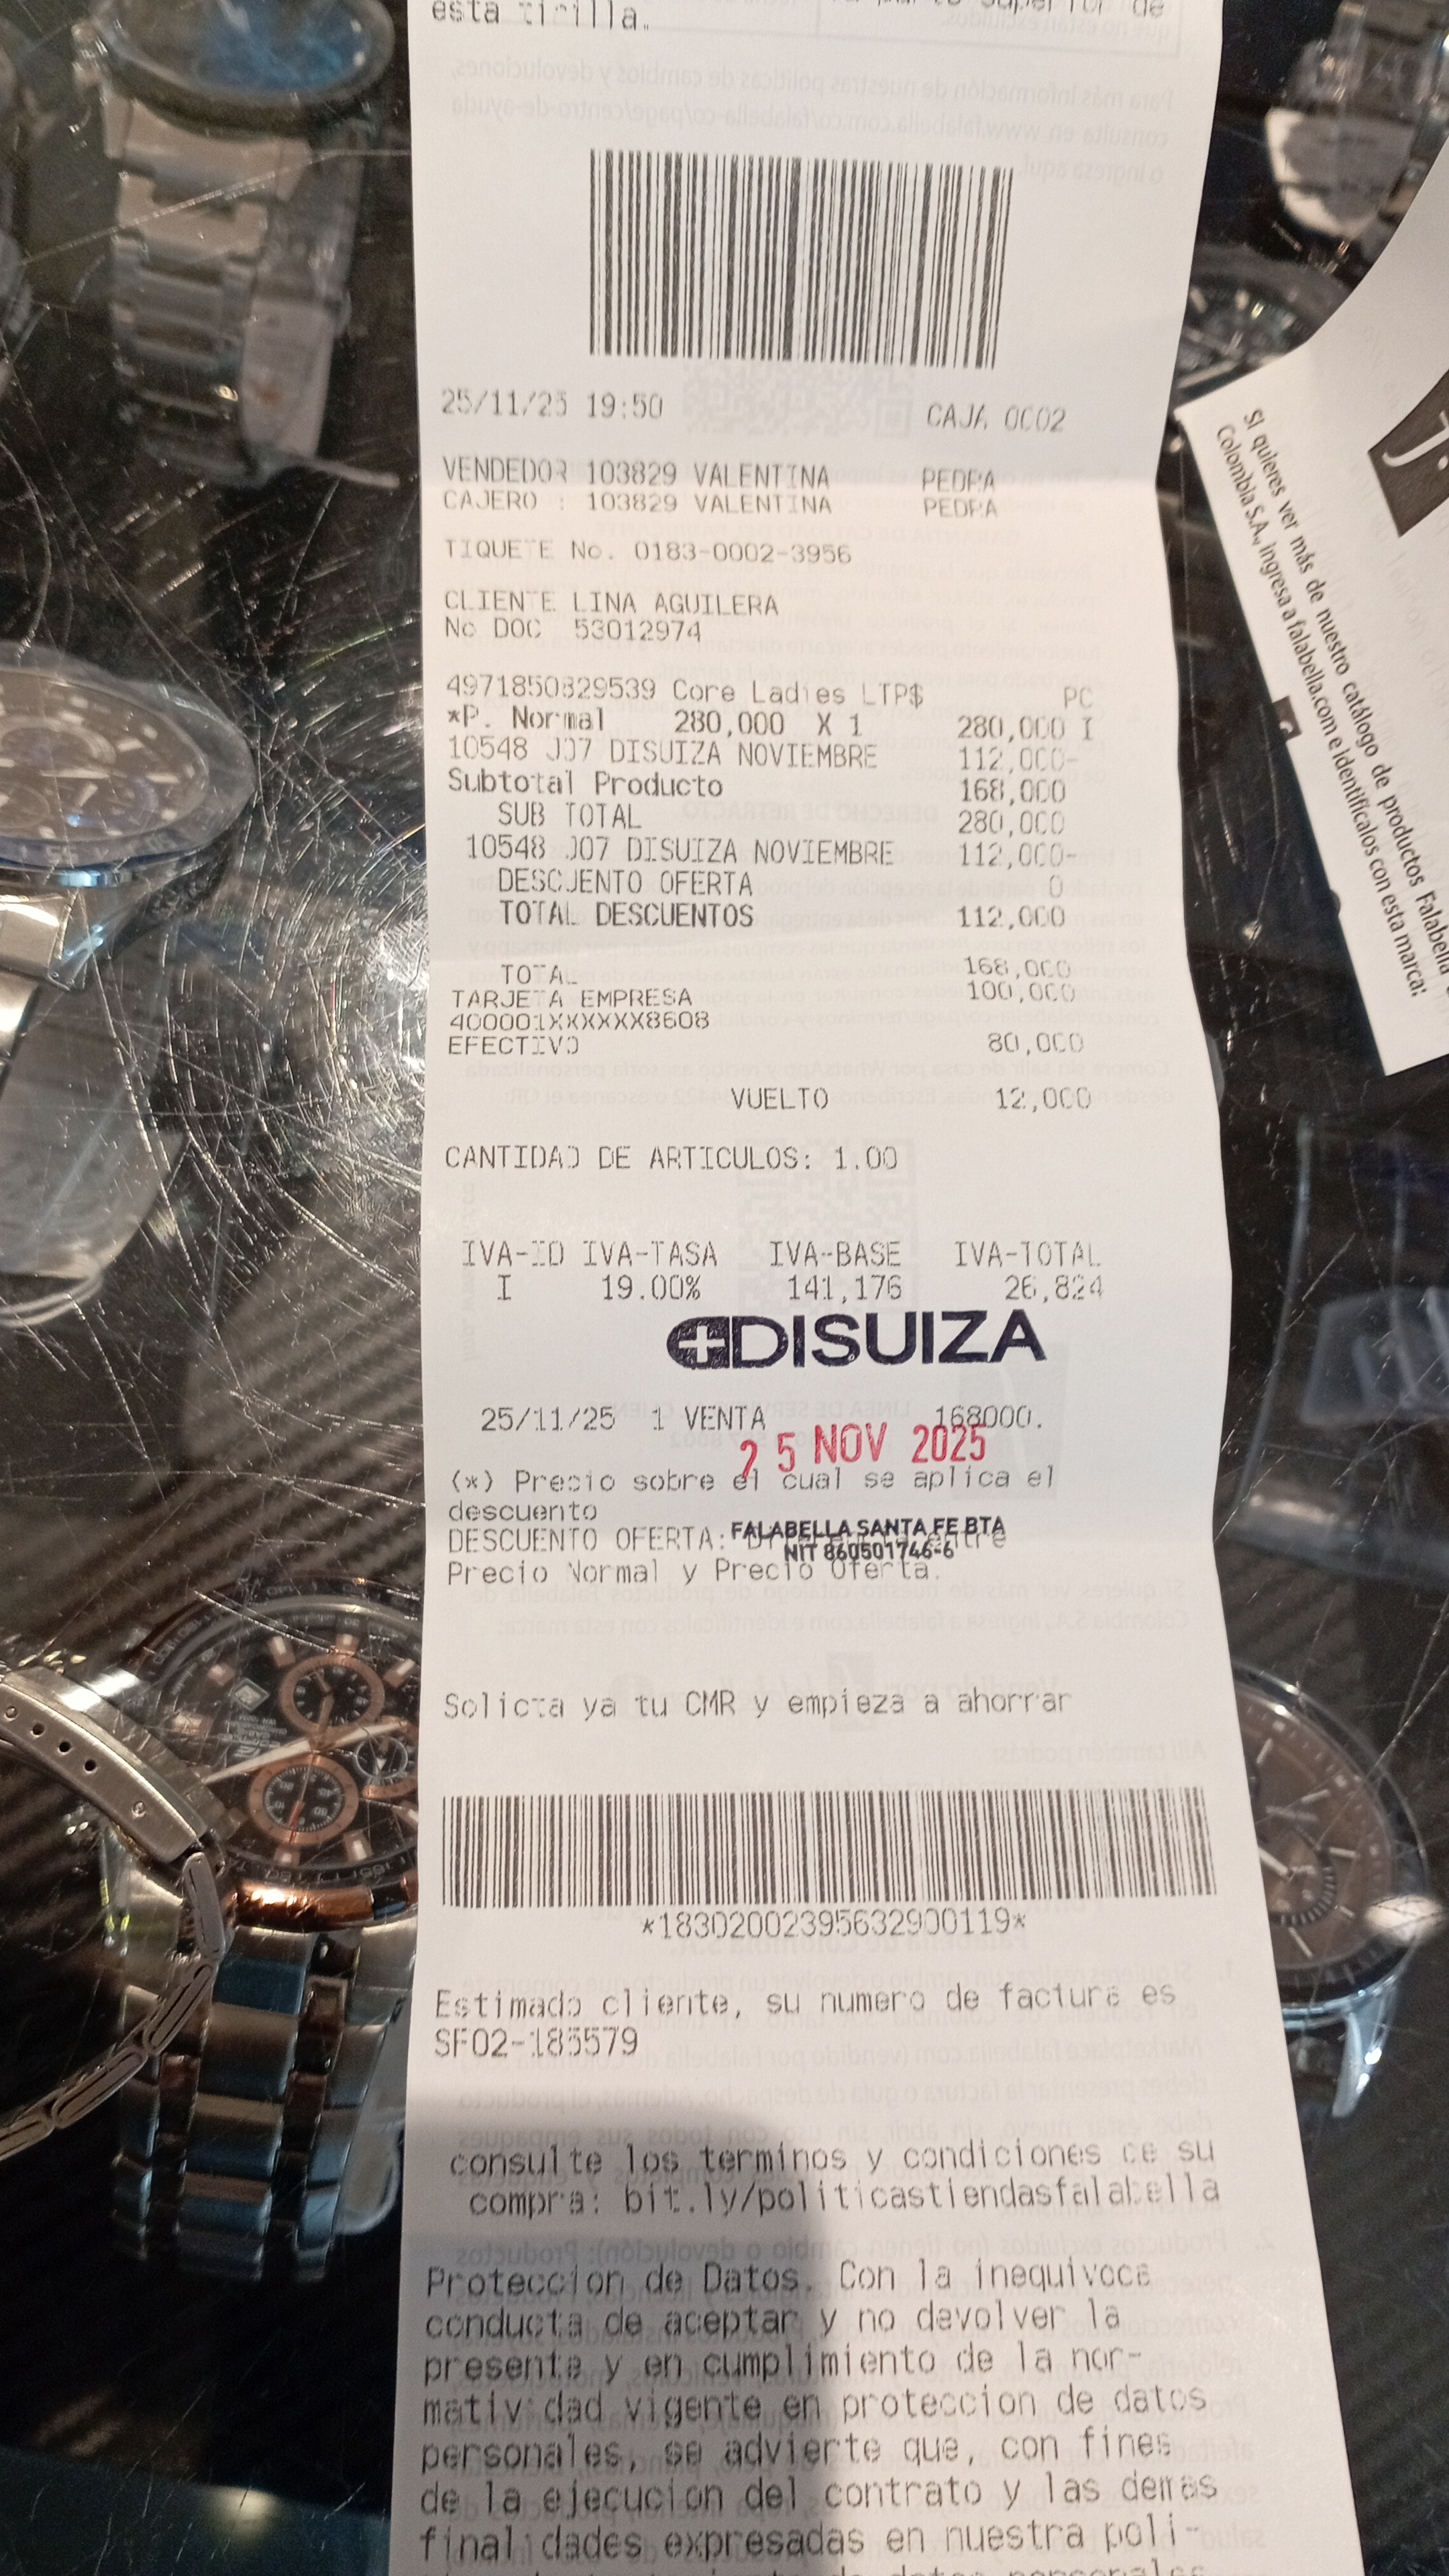 esta tirilla.
25/11/25 19:50 CAJA 0002
VENDEDOR 103829 VALENTINA PEDRA
CAJERO : 103829 VALENTINA PEDRA
TIQUETE No. 0183-0002-3956
CLIENTE LINA AGUILERA
No DOC 53012974
4971850829539 Core Ladies LTP$ PC
*P. Normal 280,000 X 1 280,000 I
10548 J07 DISUIZA NOVIEMBRE 112,000-
Subtotal Producto 168,000
SUB TOTAL 280,000
10548 J07 DISUIZA NOVIEMBRE 112,000-
DESCUENTO OFERTA 0
TOTAL DESCUENTOS 112,000
TOTAL 168,000
TARJETA EMPRESA 100,000
400001XXXXXX8608
EFECTIVO 80,000
VUELTO 12,000
CANTIDAD DE ARTICULOS: 1.00
IVA-ID IVA-TASA IVA-BASE IVA-TOTAL
I 19.00% 141,176 26,824
DISUIZA
25/11/25 1 VENTA 168000.
25 NOV 2025
(*) Precio sobre el cual se aplica el
descuento
DESCUENTO OFERTA: entre
FALABELLA SANTA FE BTA
NIT 860501746-6
Precio Normal y Precio Oferta.
Solicita ya tu CMR y empieza a ahorrar
*18302002395632900119*
Estimado cliente, su numero de factura es
SF02-185579
consulte los terminos y condiciones de su
compra: bit.ly/politicastiendasfalabella
Proteccion de Datos. Con la inequivoca
conducta de aceptar y no devolver la
presente y en cumplimiento de la nor-
matividad vigente en proteccion de datos
personales, se advierte que, con fines
de la ejecucion del contrato y las demas
finalidades expresadas en nuestra poli-
Si quieres ver más de nuestro catálogo de productos Falabella
Colombia S.A., ingresa a falabella.com e identifícalos con esta marca: